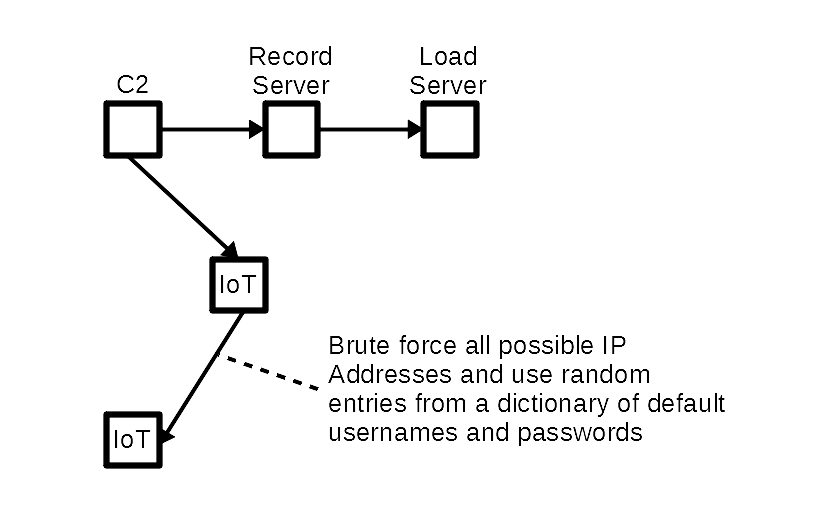 C2
Record
Server
Load
Server
IoT
Brute force all possible IP
Addresses and use random
entries from a dictionary of default
usernames and passwords
IoT